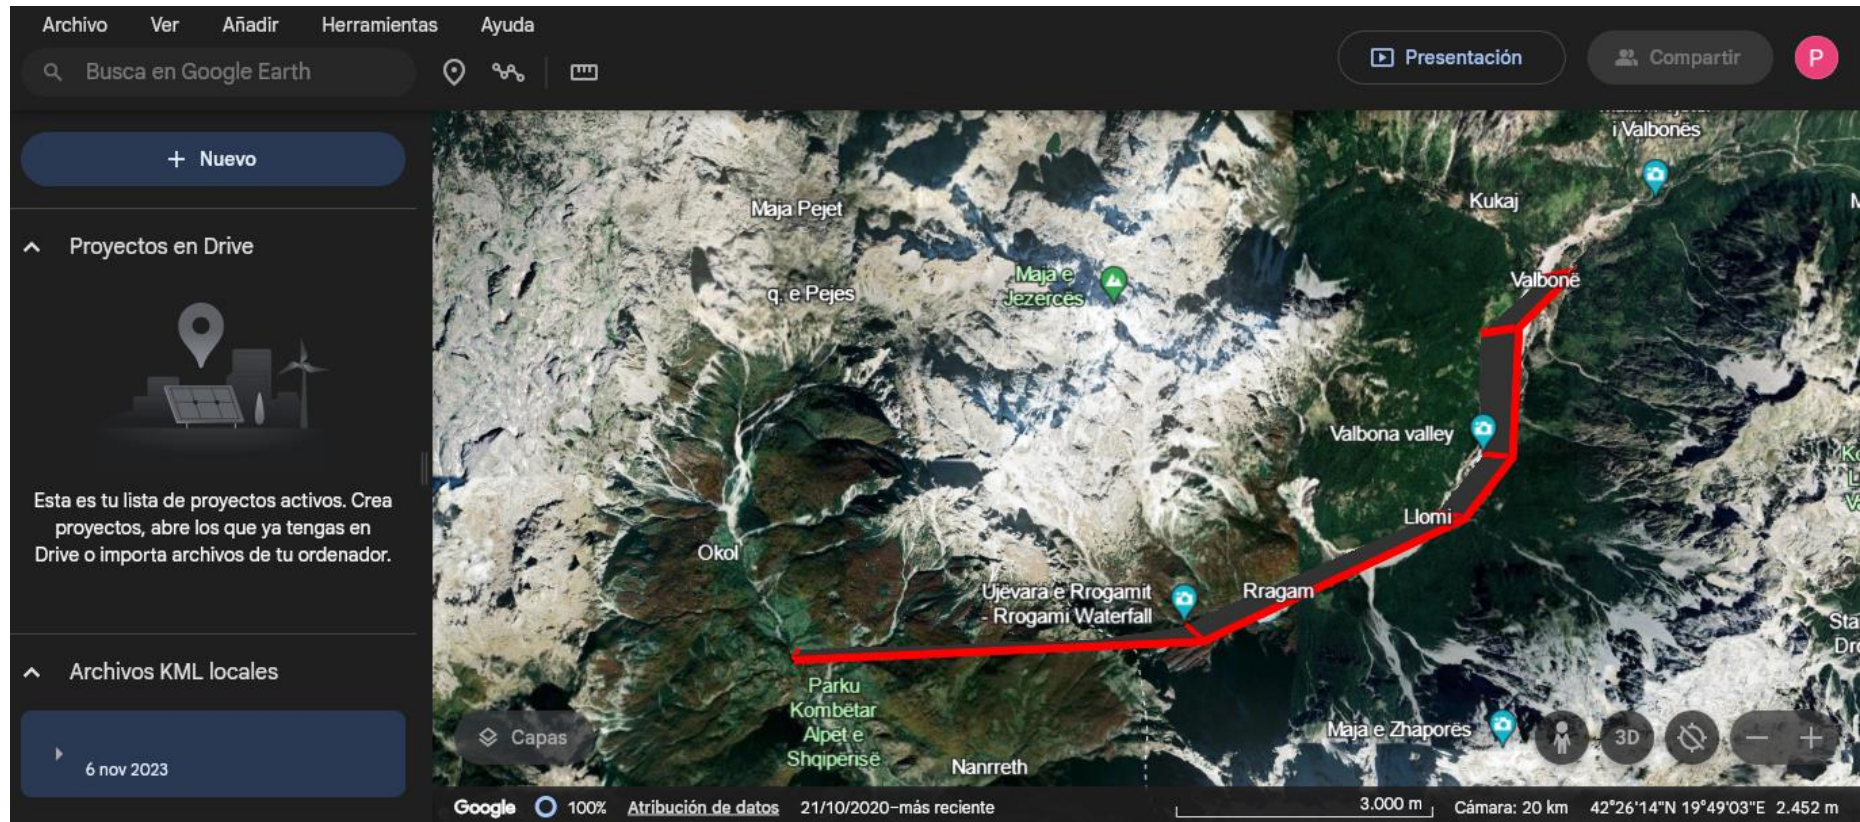 Archivo Ver Añadir Herramientas Ayuda
Busca en Google Earth
Presentación
Compartir
P
+ Nuevo
Proyectos en Drive
Esta es tu lista de proyectos activos. Crea
proyectos, abre los que ya tengas en
Drive o importa archivos de tu ordenador.
Archivos KML locales
6 nov 2023
i Valbonës
Kukaj
Maja Pejet
Maja e
Jezercës
q. e Pejes
Valbonë
Valbona valley
Llomi
Okol
Ujëvara e Rrogamit
- Rrogami Waterfall
Rragam
Parku
Kombëtar
Alpet e
Shqipërisë
Nanrreth
Maja e Zhaporës
Capas
3D
Google 100% Atribución de datos 21/10/2020–más reciente 3.000 m Cámara: 20 km 42°26'14"N 19°49'03"E 2.452 m